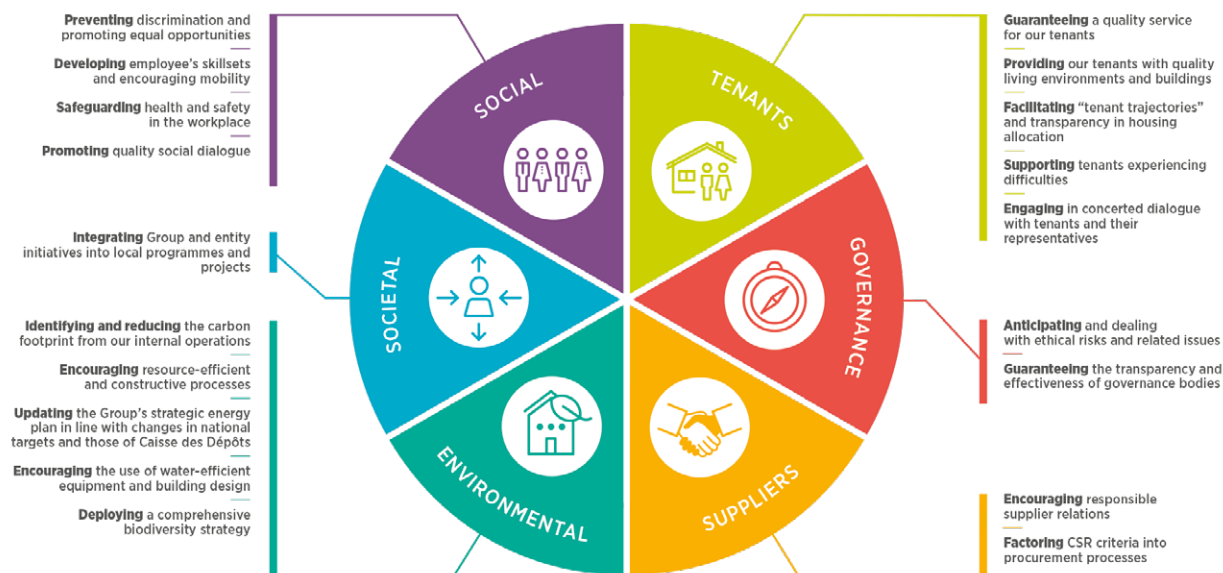 Preventing discrimination and
promoting equal opportunities
Developing employee's skillsets
and encouraging mobility
Safeguarding health and safety
in the workplace
Promoting quality social dialogue
Integrating Group and entity
initiatives into local programmes and
projects
Identifying and reducing the carbon
footprint from our internal operations
Encouraging resource-efficient
and constructive processes
Updating the Group's strategic energy
plan in line with changes in national
targets and those of Caisse des Dépôts
Encouraging the use of water-efficient
equipment and building design
Deploying a comprehensive
biodiversity strategy
SOCIAL
TENANTS
SOCIETAL
GOVERNANCE
ENVIRONMENTAL
SUPPLIERS
Guaranteeing a quality service
for our tenants
Providing our tenants with quality
living environments and buildings
Facilitating “tenant trajectories”
and transparency in housing
allocation
Supporting tenants experiencing
difficulties
Engaging in concerted dialogue
with tenants and their
representatives
Anticipating and dealing
with ethical risks and related issues
Guaranteeing the transparency and
effectiveness of governance bodies
Encouraging responsible
supplier relations
Factoring CSR criteria into
procurement processes